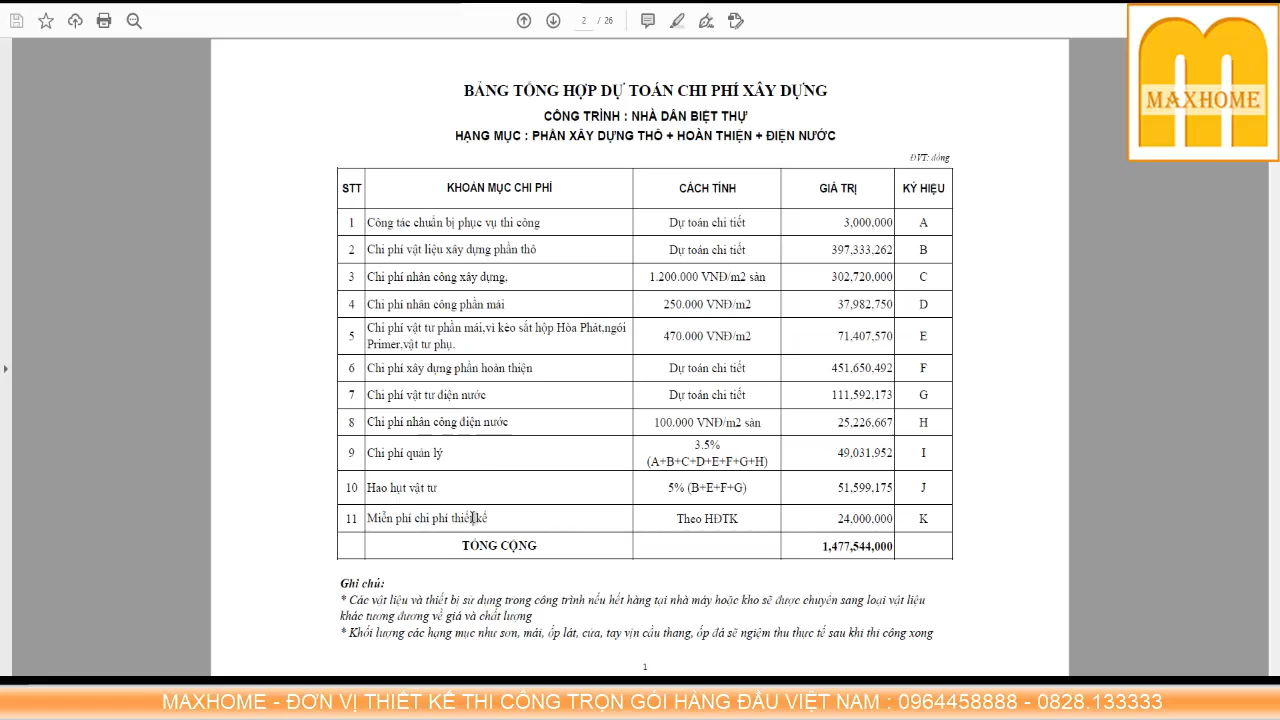 2 / 26
MAXHOME
BẢNG TỔNG HỢP DỰ TOÁN CHI PHÍ XÂY DỰNG
CÔNG TRÌNH : NHÀ DÂN BIỆT THỰ
HẠNG MỤC : PHẦN XÂY DỰNG THÔ + HOÀN THIỆN + ĐIỆN NƯỚC
ĐVT: đồng
STT KHOẢN MỤC CHI PHÍ CÁCH TÍNH GIÁ TRỊ KÝ HIỆU
1 Công tác chuẩn bị phục vụ thi công Dự toán chi tiết 3,000,000 A
2 Chi phí vật liệu xây dựng phần thô Dự toán chi tiết 397,333,262 B
3 Chi phí nhân công xây dựng, 1.200.000 VNĐ/m2 sàn 302,720,000 C
4 Chi phí nhân công phần mái 250.000 VNĐ/m2 37,982,750 D
5 Chi phí vật tư phần mái,vì kèo sắt hộp Hòa Phát,ngói Primer,vật tư phụ. 470.000 VNĐ/m2 71,407,570 E
6 Chi phí xây dựng phần hoàn thiện Dự toán chi tiết 451,650,492 F
7 Chi phí vật tư điện nước Dự toán chi tiết 111,592,173 G
8 Chi phí nhân công điện nước 100.000 VNĐ/m2 sàn 25,226,667 H
9 Chi phí quản lý 3.5% (A+B+C+D+E+F+G+H) 49,031,952 I
10 Hao hụt vật tư 5% (B+E+F+G) 51,599,175 J
11 Miễn phí chi phí thiết kế Theo HĐTK 24,000,000 K
TỔNG CỘNG 1,477,544,000
Ghi chú:
* Các vật liệu và thiết bị sử dụng trong công trình nếu hết hàng tại nhà máy hoặc kho sẽ được chuyển sang loại vật liệu
khác tương đương về giá và chất lượng
* Khối lượng các hạng mục như sơn, mái, ốp lát, cửa, tay vịn cầu thang, ốp đá sẽ ngiệm thu thực tế sau khi thi công xong
1
MAXHOME - ĐƠN VỊ THIẾT KẾ THI CÔNG TRỌN GÓI HÀNG ĐẦU VIỆT NAM : 0964458888 - 0828.133333